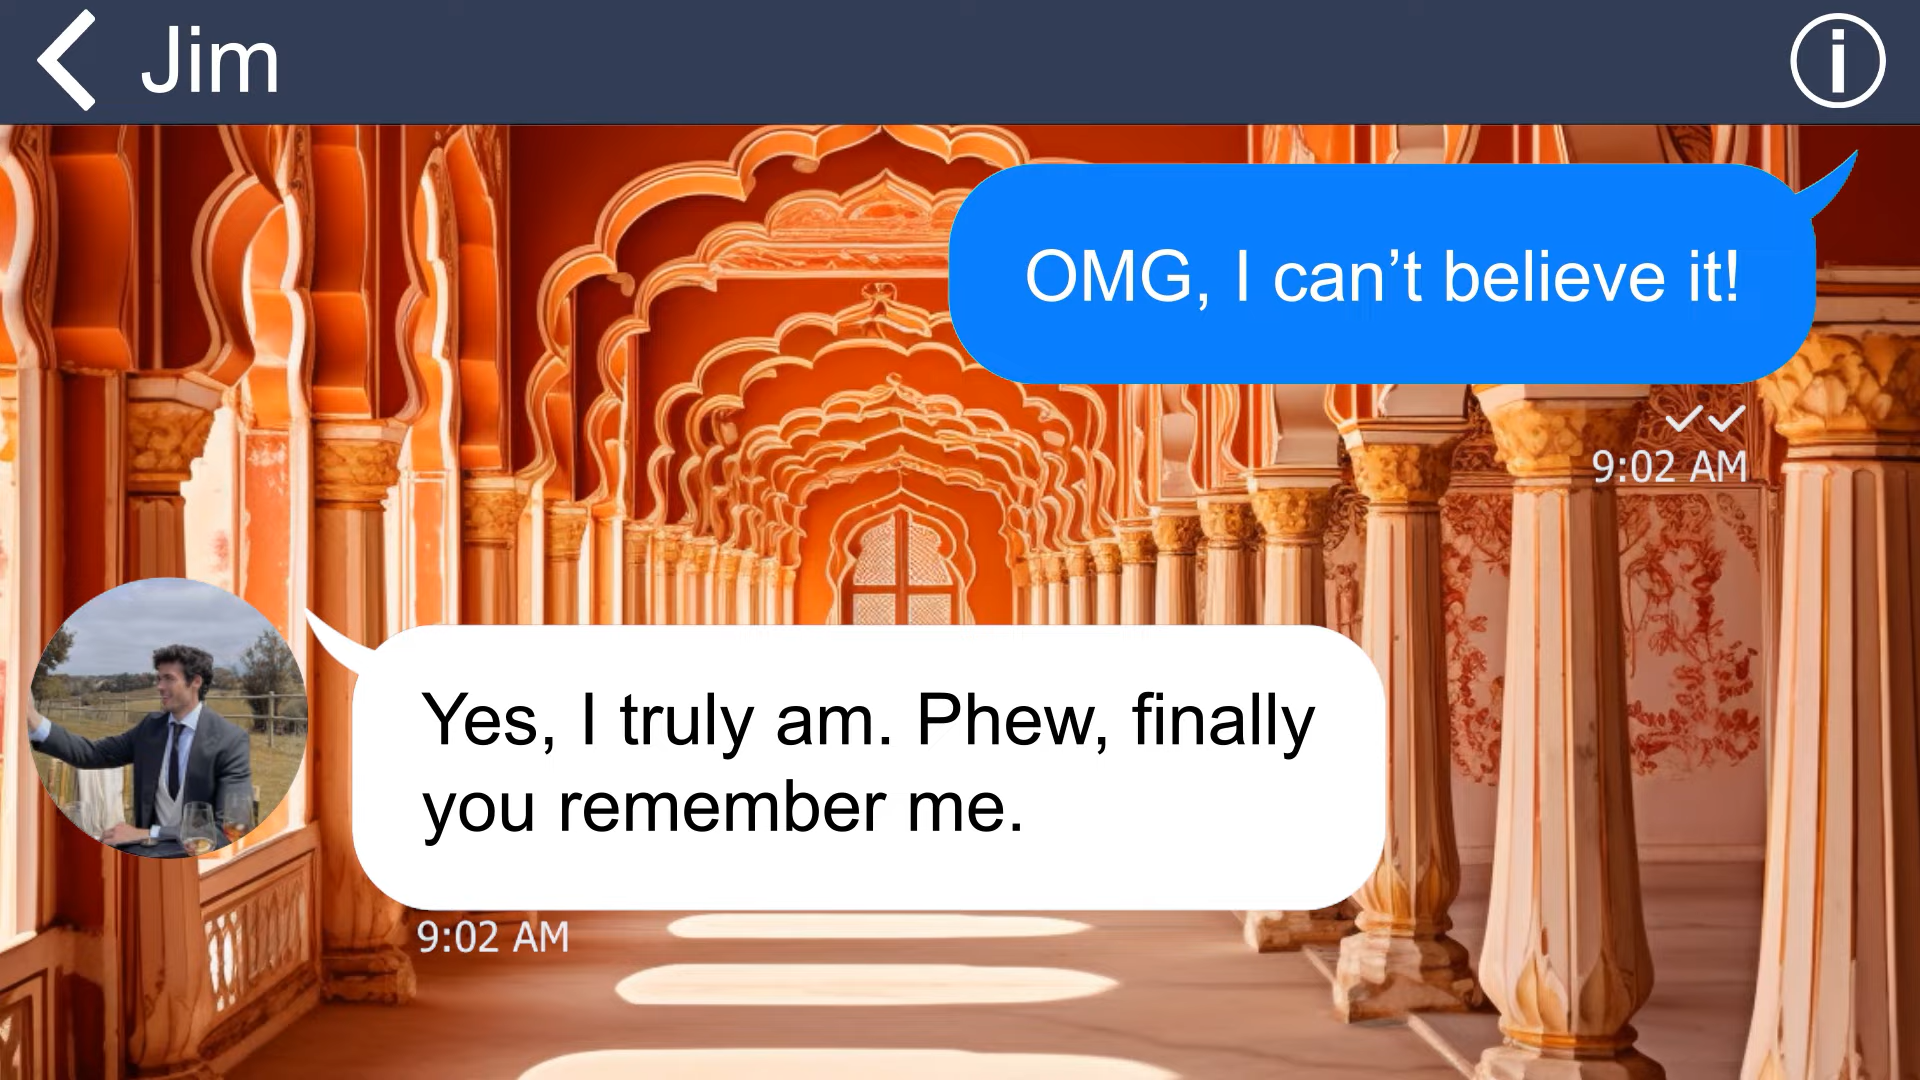 Jim
OMG, I can’t believe it!
9:02 AM
Yes, I truly am. Phew, finally
you remember me.
9:02 AM